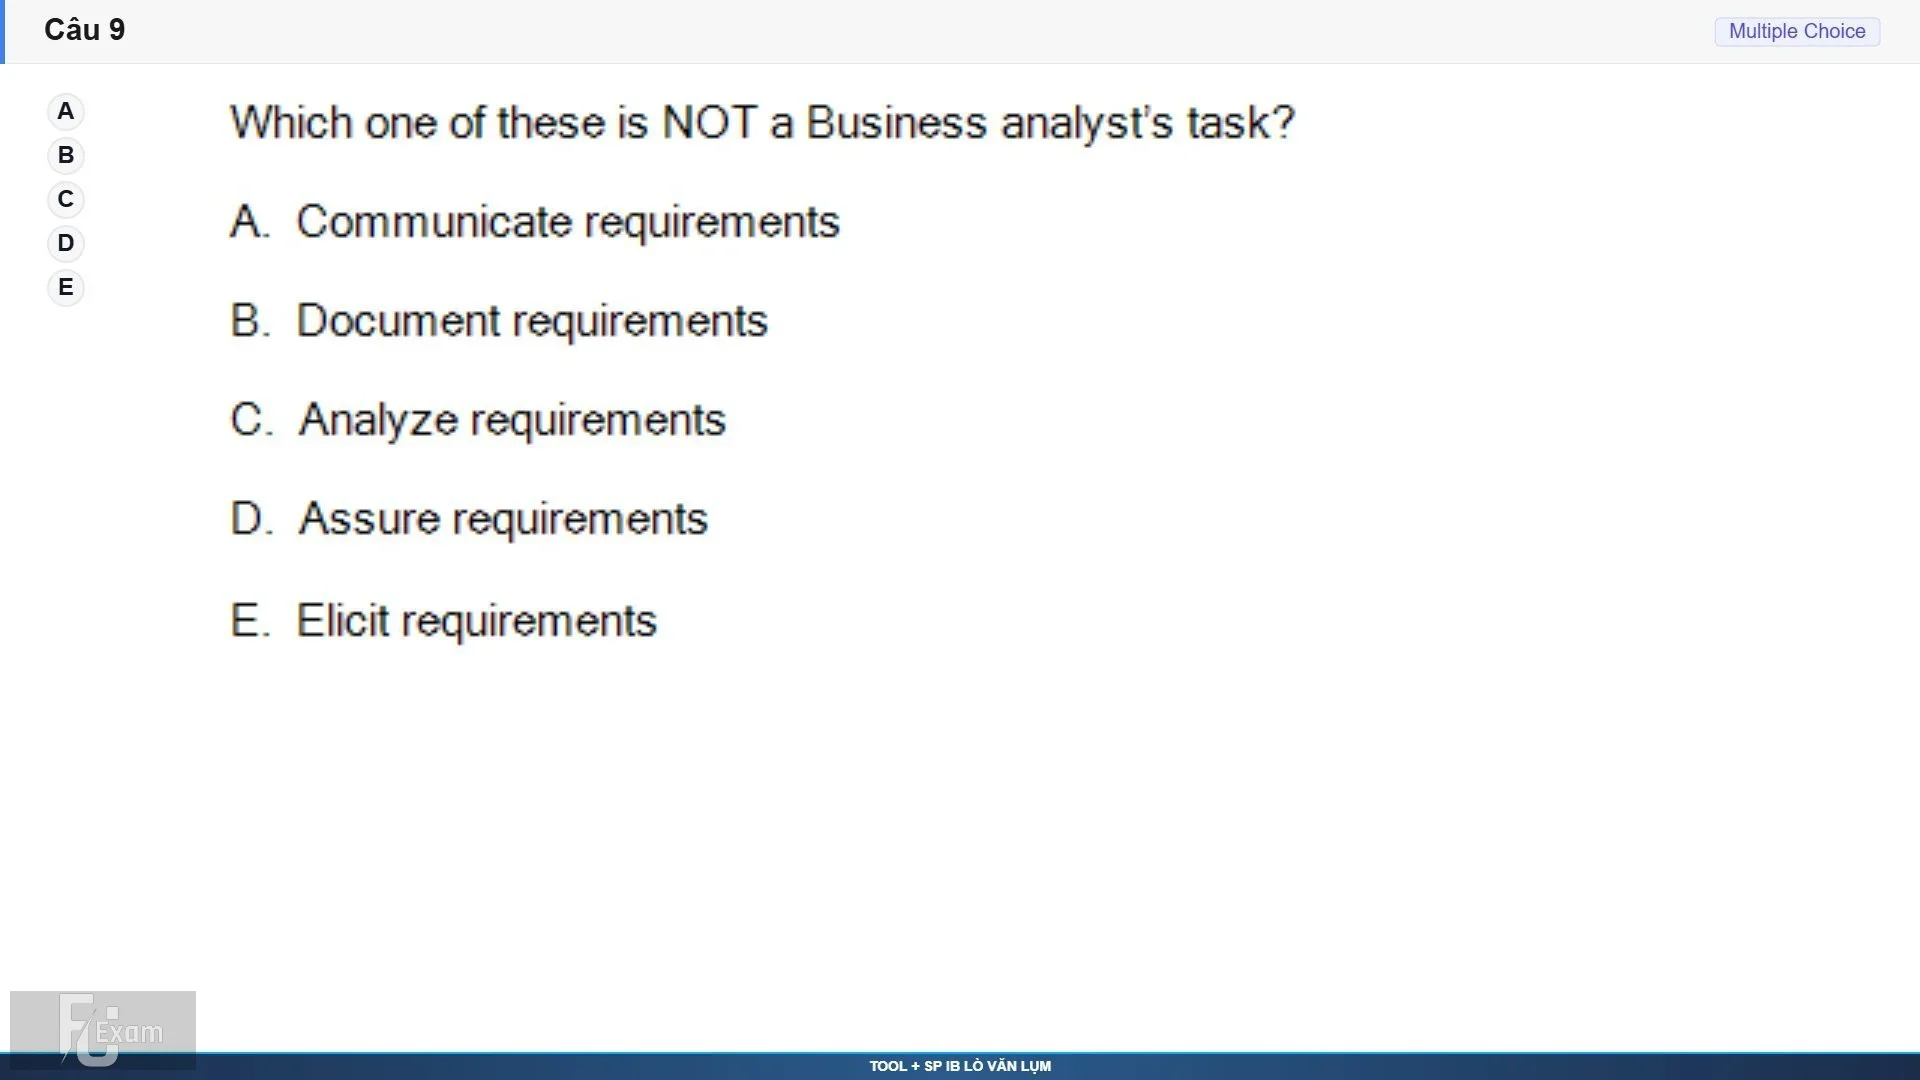 Câu 9
Multiple Choice
A
B
C
D
E
Which one of these is NOT a Business analyst's task?
A. Communicate requirements
B. Document requirements
C. Analyze requirements
D. Assure requirements
E. Elicit requirements
FU Exam
TOOL + SP IB LÒ VĂN LỤM